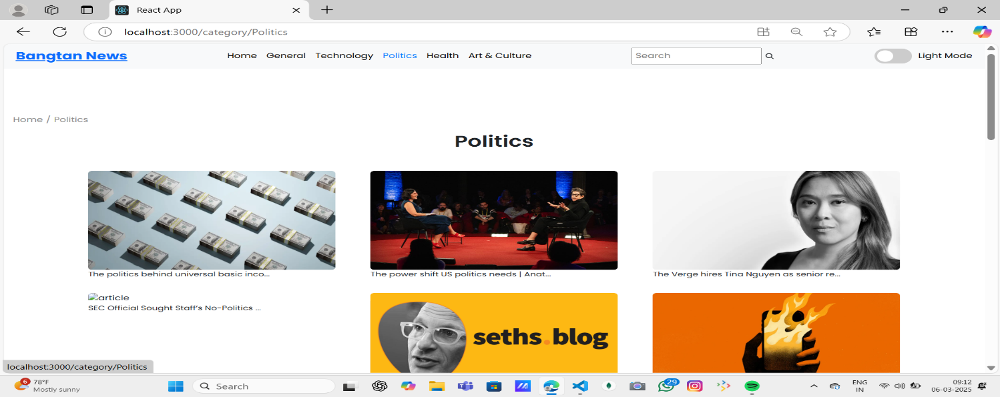 React App
localhost:3000/category/Politics
Bangtan News
Home General Technology Politics Health Art & Culture
Search
Light Mode
Home / Politics
Politics
The politics behind universal basic inco...
The power shift US politics needs | Anat...
The Verge hires Tina Nguyen as senior re...
article
SEC Official Sought Staff’s No-Politics ...
seths.blog
localhost:3000/category/Politics
6
78°F
Mostly sunny
Search
29
ENG
IN
09:12
06-03-2025